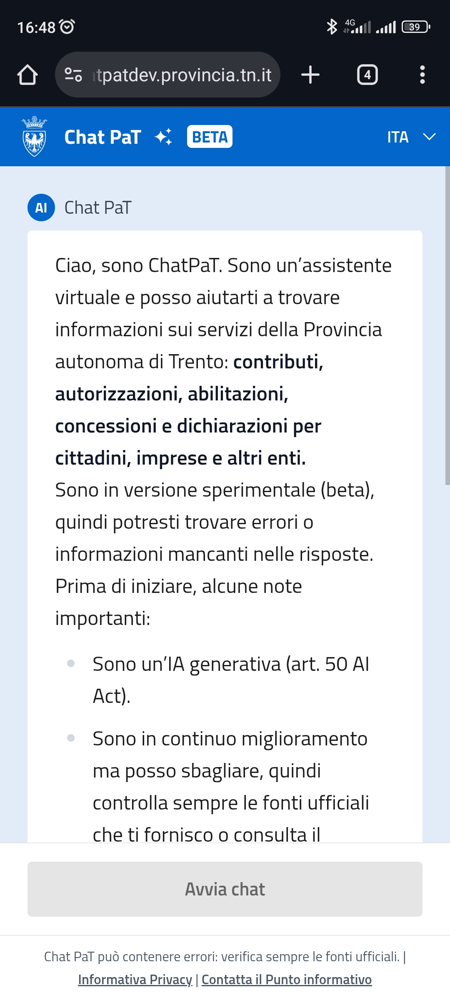 16:48
4G
39
tpatdev.provincia.tn.it
4
Chat PaT
BETA
ITA
AI
Chat PaT
Ciao, sono ChatPaT. Sono un’assistente
virtuale e posso aiutarti a trovare
informazioni sui servizi della Provincia
autonoma di Trento: contributi,
autorizzazioni, abilitazioni,
concessioni e dichiarazioni per
cittadini, imprese e altri enti.
Sono in versione sperimentale (beta),
quindi potresti trovare errori o
informazioni mancanti nelle risposte.
Prima di iniziare, alcune note
importanti:
Sono un’IA generativa (art. 50 AI
Act).
Sono in continuo miglioramento
ma posso sbagliare, quindi
controlla sempre le fonti ufficiali
che ti fornisco o consulta il
Avvia chat
Chat PaT può contenere errori: verifica sempre le fonti ufficiali. |
Informativa Privacy | Contatta il Punto informativo